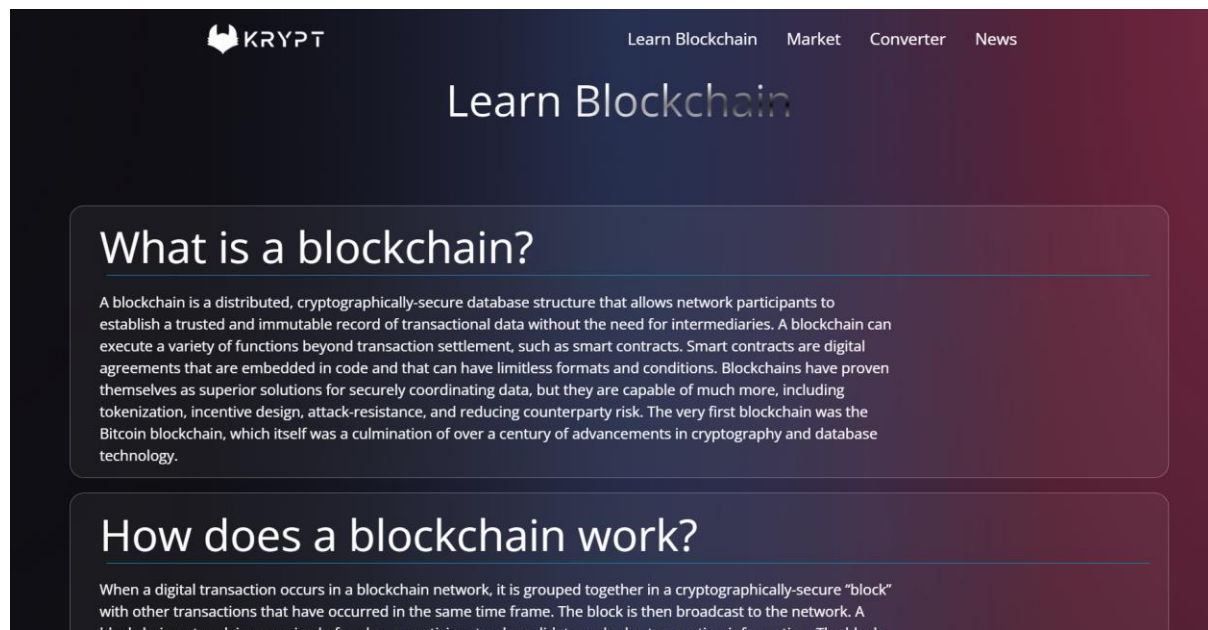 KRYPT
Learn Blockchain Market Converter News
Learn Blockchain
What is a blockchain?
A blockchain is a distributed, cryptographically-secure database structure that allows network participants to
establish a trusted and immutable record of transactional data without the need for intermediaries. A blockchain can
execute a variety of functions beyond transaction settlement, such as smart contracts. Smart contracts are digital
agreements that are embedded in code and that can have limitless formats and conditions. Blockchains have proven
themselves as superior solutions for securely coordinating data, but they are capable of much more, including
tokenization, incentive design, attack-resistance, and reducing counterparty risk. The very first blockchain was the
Bitcoin blockchain, which itself was a culmination of over a century of advancements in cryptography and database
technology.
How does a blockchain work?
When a digital transaction occurs in a blockchain network, it is grouped together in a cryptographically-secure “block”
with other transactions that have occurred in the same time frame. The block is then broadcast to the network. A